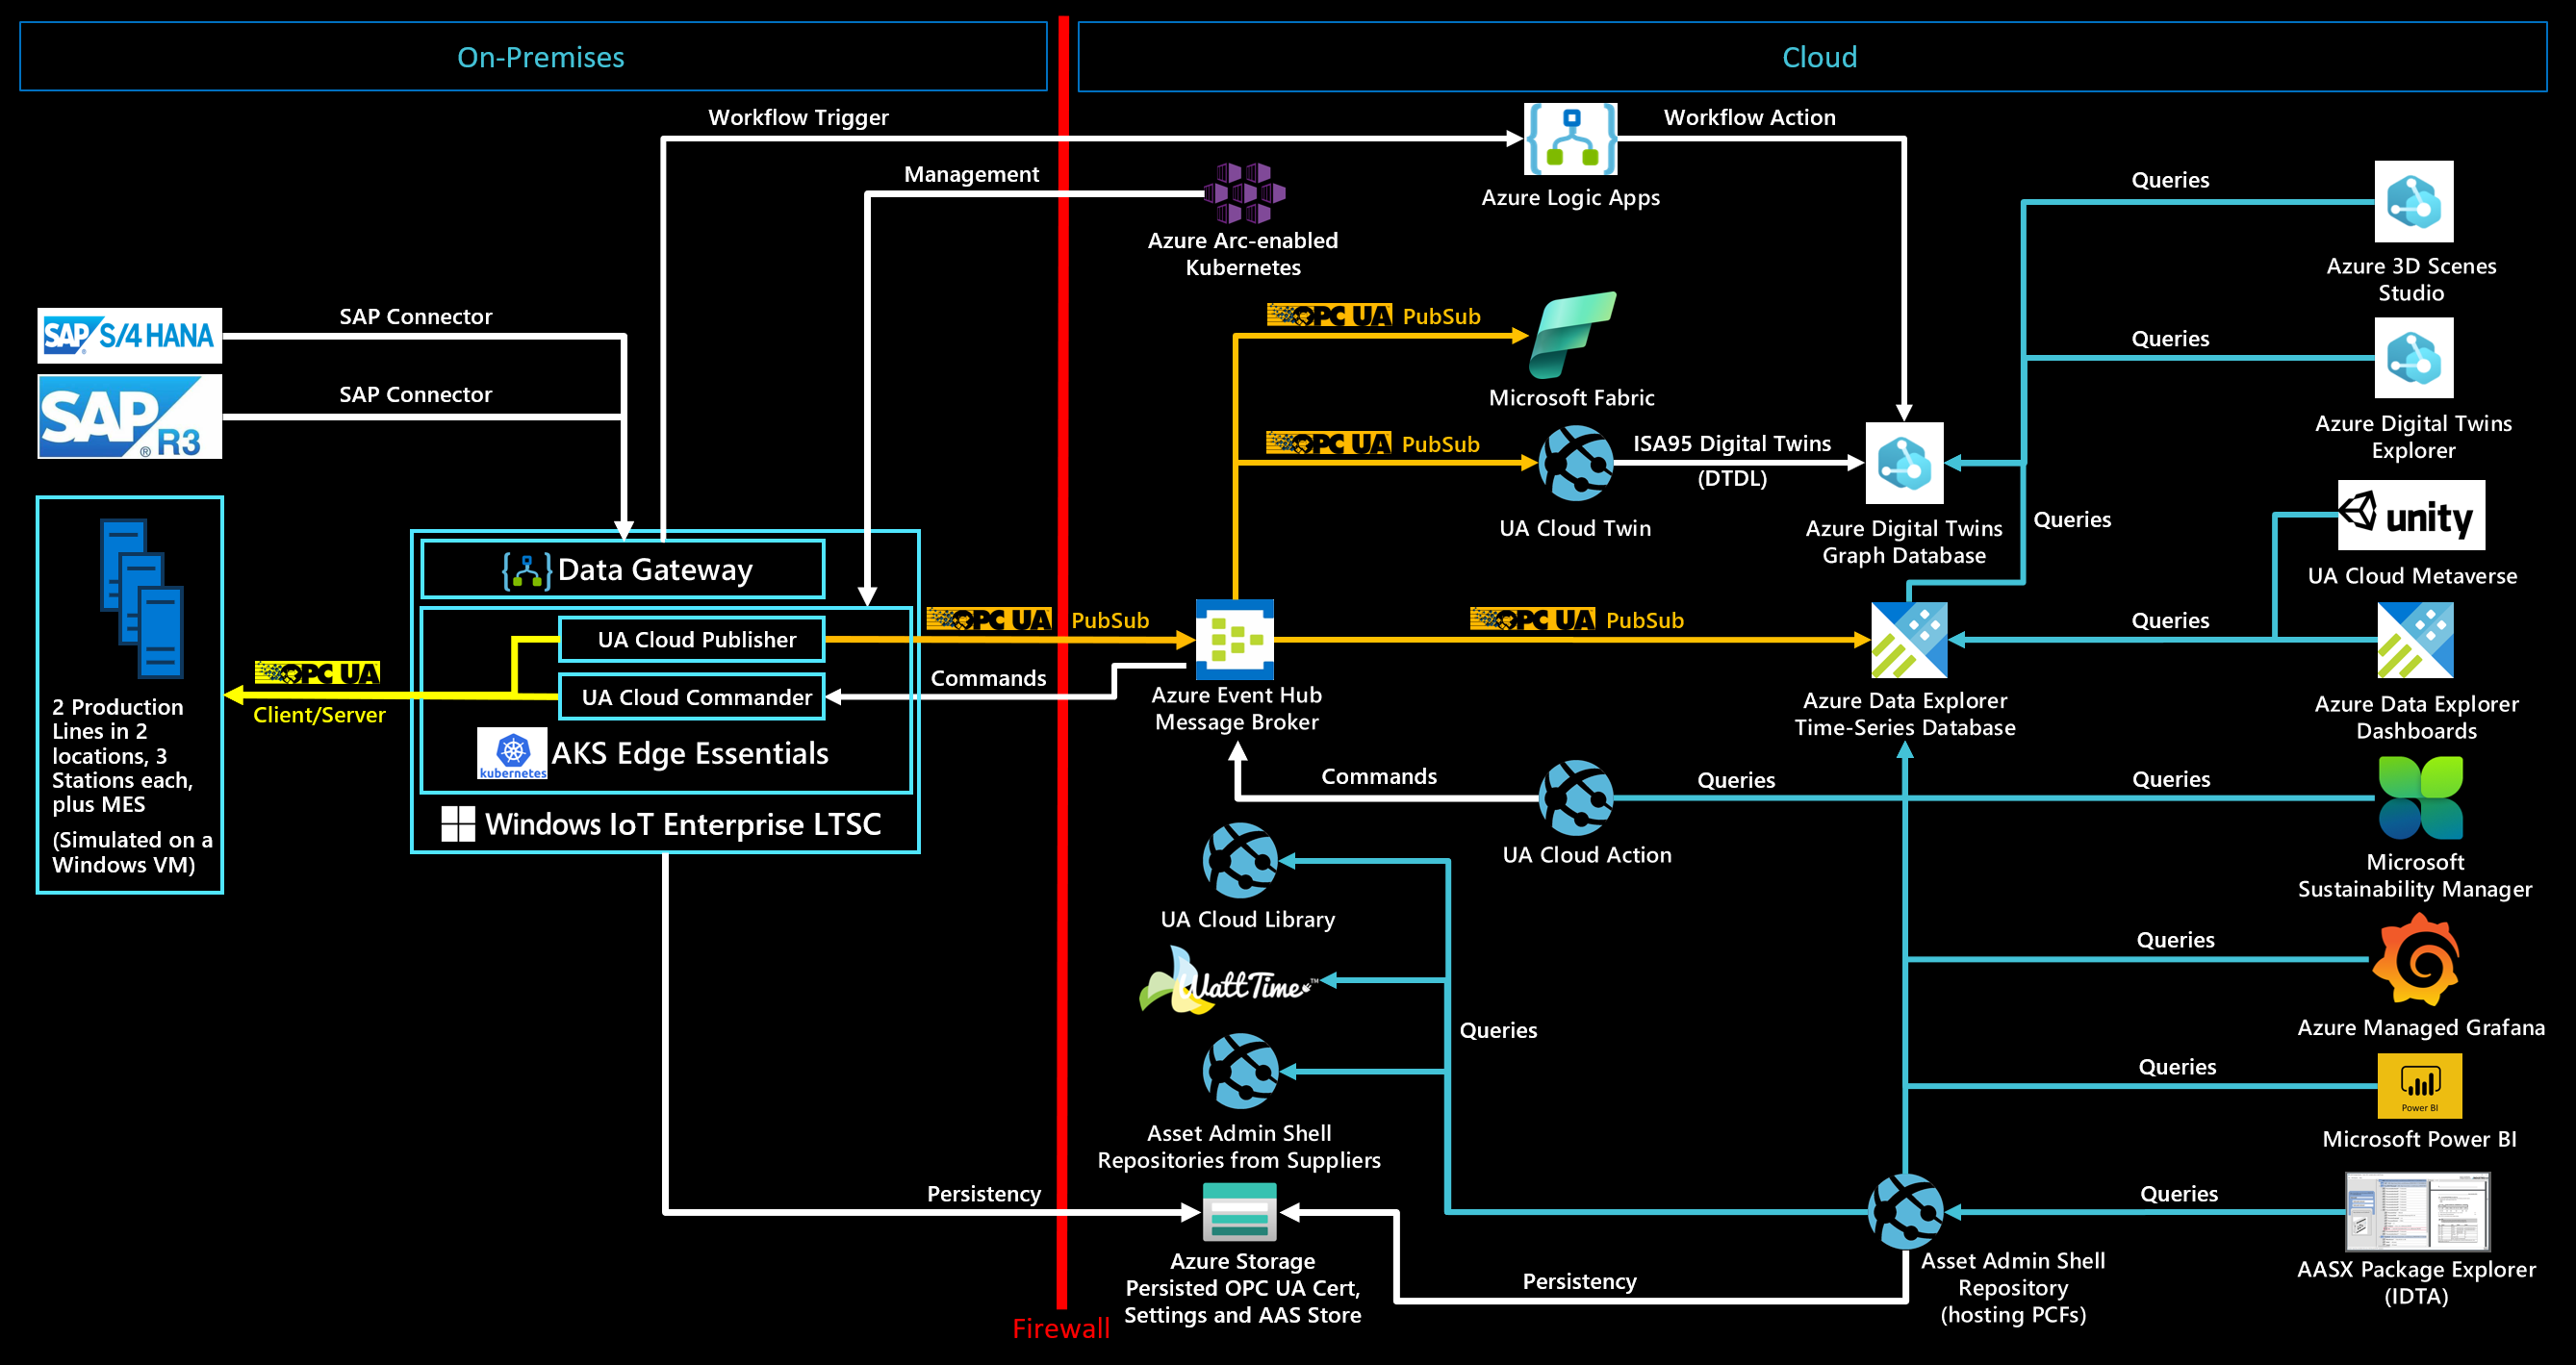 On-Premises
Cloud
Workflow Trigger
Workflow Action
Management
Azure Logic Apps
Queries
Azure Arc-enabled
Kubernetes
Azure 3D Scenes
Studio
SAP S/4 HANA
SAP Connector
OPC UA PubSub
Microsoft Fabric
Queries
Azure Digital Twins
Explorer
SAP R3
SAP Connector
OPC UA PubSub
UA Cloud Twin
ISA95 Digital Twins
(DTDL)
Azure Digital Twins
Graph Database
Queries
unity
UA Cloud Metaverse
Data Gateway
UA Cloud Publisher
UA Cloud Commander
kubernetes
AKS Edge Essentials
Windows IoT Enterprise LTSC
OPC UA
Client/Server
2 Production
Lines in 2
locations, 3
Stations each,
plus MES
(Simulated on a
Windows VM)
OPC UA PubSub
Commands
Azure Event Hub
Message Broker
OPC UA PubSub
Azure Data Explorer
Time-Series Database
Queries
Azure Data Explorer
Dashboards
Commands
UA Cloud Action
Queries
Queries
Microsoft
Sustainability Manager
UA Cloud Library
WattTime™
Queries
Asset Admin Shell
Repositories from Suppliers
Queries
Azure Managed Grafana
Queries
Power BI
Microsoft Power BI
Persistency
Azure Storage
Persisted OPC UA Cert,
Settings and AAS Store
Firewall
Persistency
Asset Admin Shell
Repository
(hosting PCFs)
Queries
AASX Package Explorer
(IDTA)